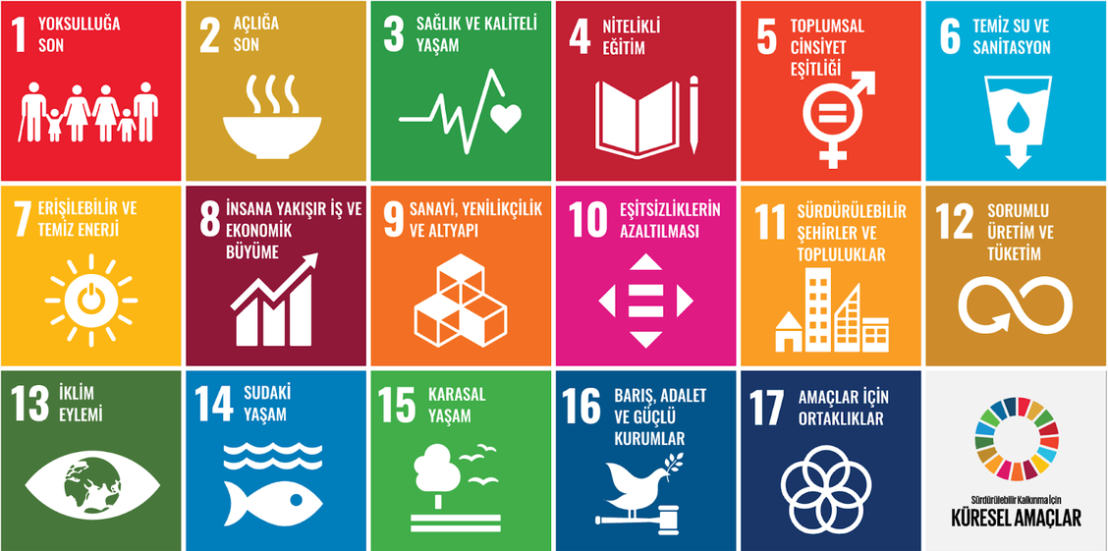 1 YOKSULLUĞA
SON
2 AÇLIĞA
SON
3 SAĞLIK VE KALİTELİ
YAŞAM
4 NİTELİKLİ
EĞİTİM
5 TOPLUMSAL
CİNSİYET
EŞİTLİĞİ
6 TEMİZ SU VE
SANİTASYON
7 ERİŞİLEBİLİR VE
TEMİZ ENERJİ
8 İNSANA YAKIŞIR İŞ VE
EKONOMİK
BÜYÜME
9 SANAYİ, YENİLİKÇİLİK
VE ALTYAPI
10 EŞİTSİZLİKLERİN
AZALTILMASI
11 SÜRDÜRÜLEBİLİR
ŞEHİRLER VE
TOPLULUKLAR
12 SORUMLU
ÜRETİM VE
TÜKETİM
13 İKLİM
EYLEMİ
14 SUDAKİ
YAŞAM
15 KARASAL
YAŞAM
16 BARIŞ, ADALET
VE GÜÇLÜ
KURUMLAR
17 AMAÇLAR İÇİN
ORTAKLIKLAR
Sürdürülebilir Kalkınma İçin
KÜRESEL AMAÇLAR